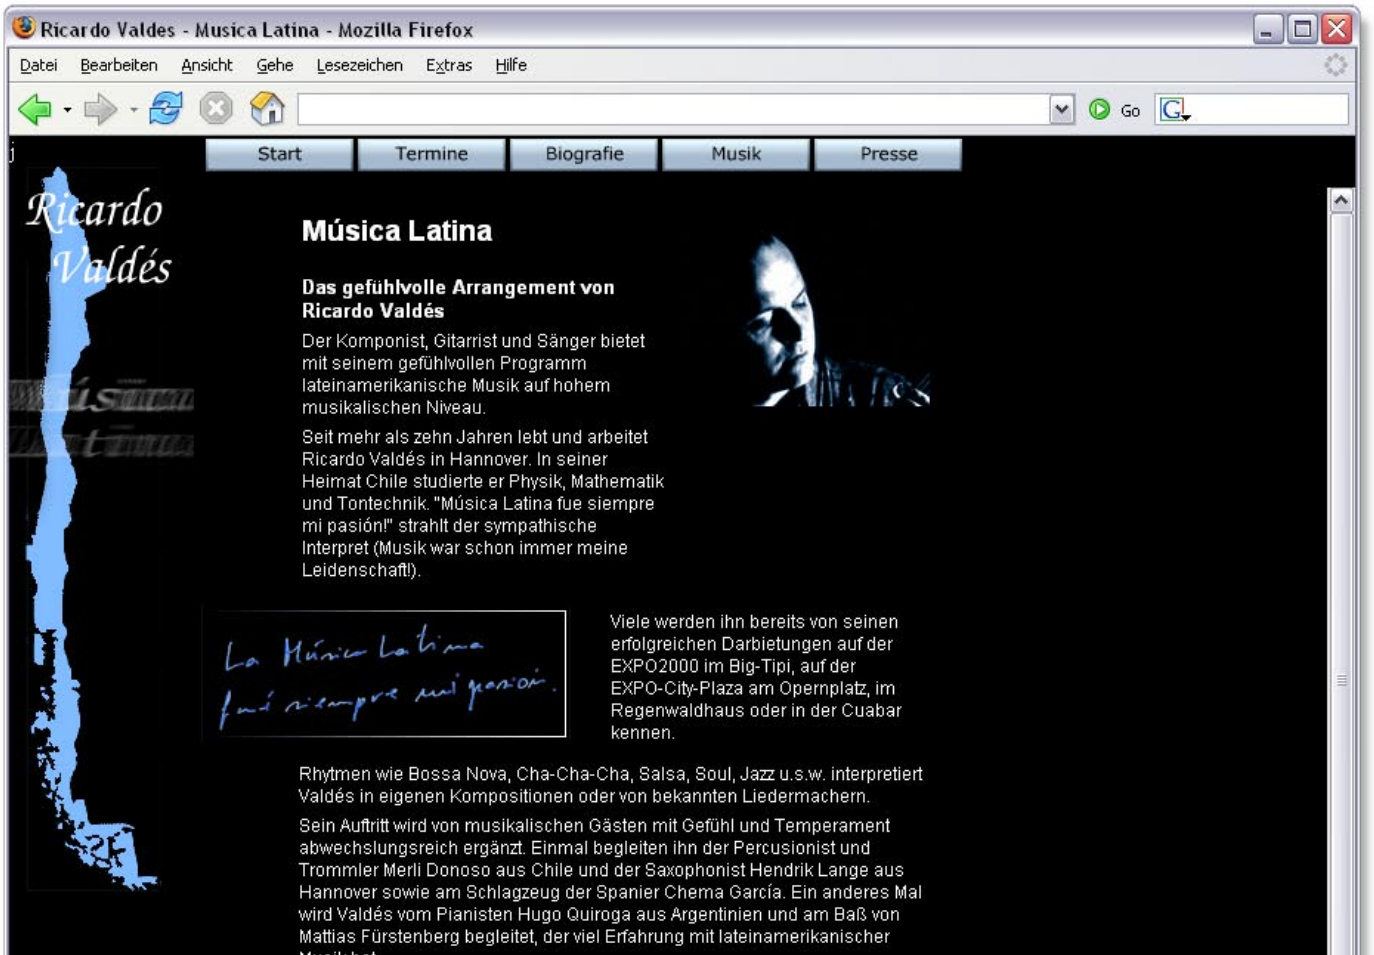 Ricardo Valdes - Musica Latina - Mozilla Firefox
Datei Bearbeiten Ansicht Gehe Lesezeichen Extras Hilfe
Go G
j
Start Termine Biografie Musik Presse
Ricardo
Valdés
Música
Latina
Música Latina
Das gefühlvolle Arrangement von
Ricardo Valdés
Der Komponist, Gitarrist und Sänger bietet
mit seinem gefühlvollen Programm
lateinamerikanische Musik auf hohem
musikalischen Niveau.
Seit mehr als zehn Jahren lebt und arbeitet
Ricardo Valdés in Hannover. In seiner
Heimat Chile studierte er Physik, Mathematik
und Tontechnik. "Música Latina fue siempre
mi pasión!" strahlt der sympathische
Interpret (Musik war schon immer meine
Leidenschaft!).
La Música Latina
fué siempre mi pasión.
Viele werden ihn bereits von seinen
erfolgreichen Darbietungen auf der
EXPO2000 im Big-Tipi, auf der
EXPO-City-Plaza am Opernplatz, im
Regenwaldhaus oder in der Cuabar
kennen.
Rhytmen wie Bossa Nova, Cha-Cha-Cha, Salsa, Soul, Jazz u.s.w. interpretiert
Valdés in eigenen Kompositionen oder von bekannten Liedermachern.
Sein Auftritt wird von musikalischen Gästen mit Gefühl und Temperament
abwechslungsreich ergänzt. Einmal begleiten ihn der Percusionist und
Trommler Merli Donoso aus Chile und der Saxophonist Hendrik Lange aus
Hannover sowie am Schlagzeug der Spanier Chema García. Ein anderes Mal
wird Valdés vom Pianisten Hugo Quiroga aus Argentinien und am Baß von
Mattias Fürstenberg begleitet, der viel Erfahrung mit lateinamerikanischer